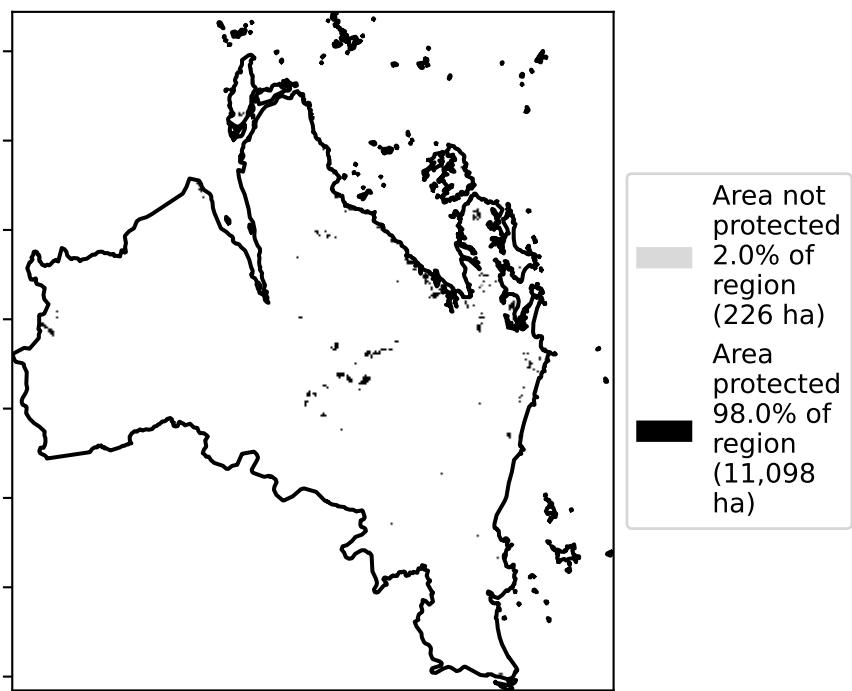 Area not
protected
2.0% of
region
(226 ha)
Area
protected
98.0% of
region
(11,098
ha)